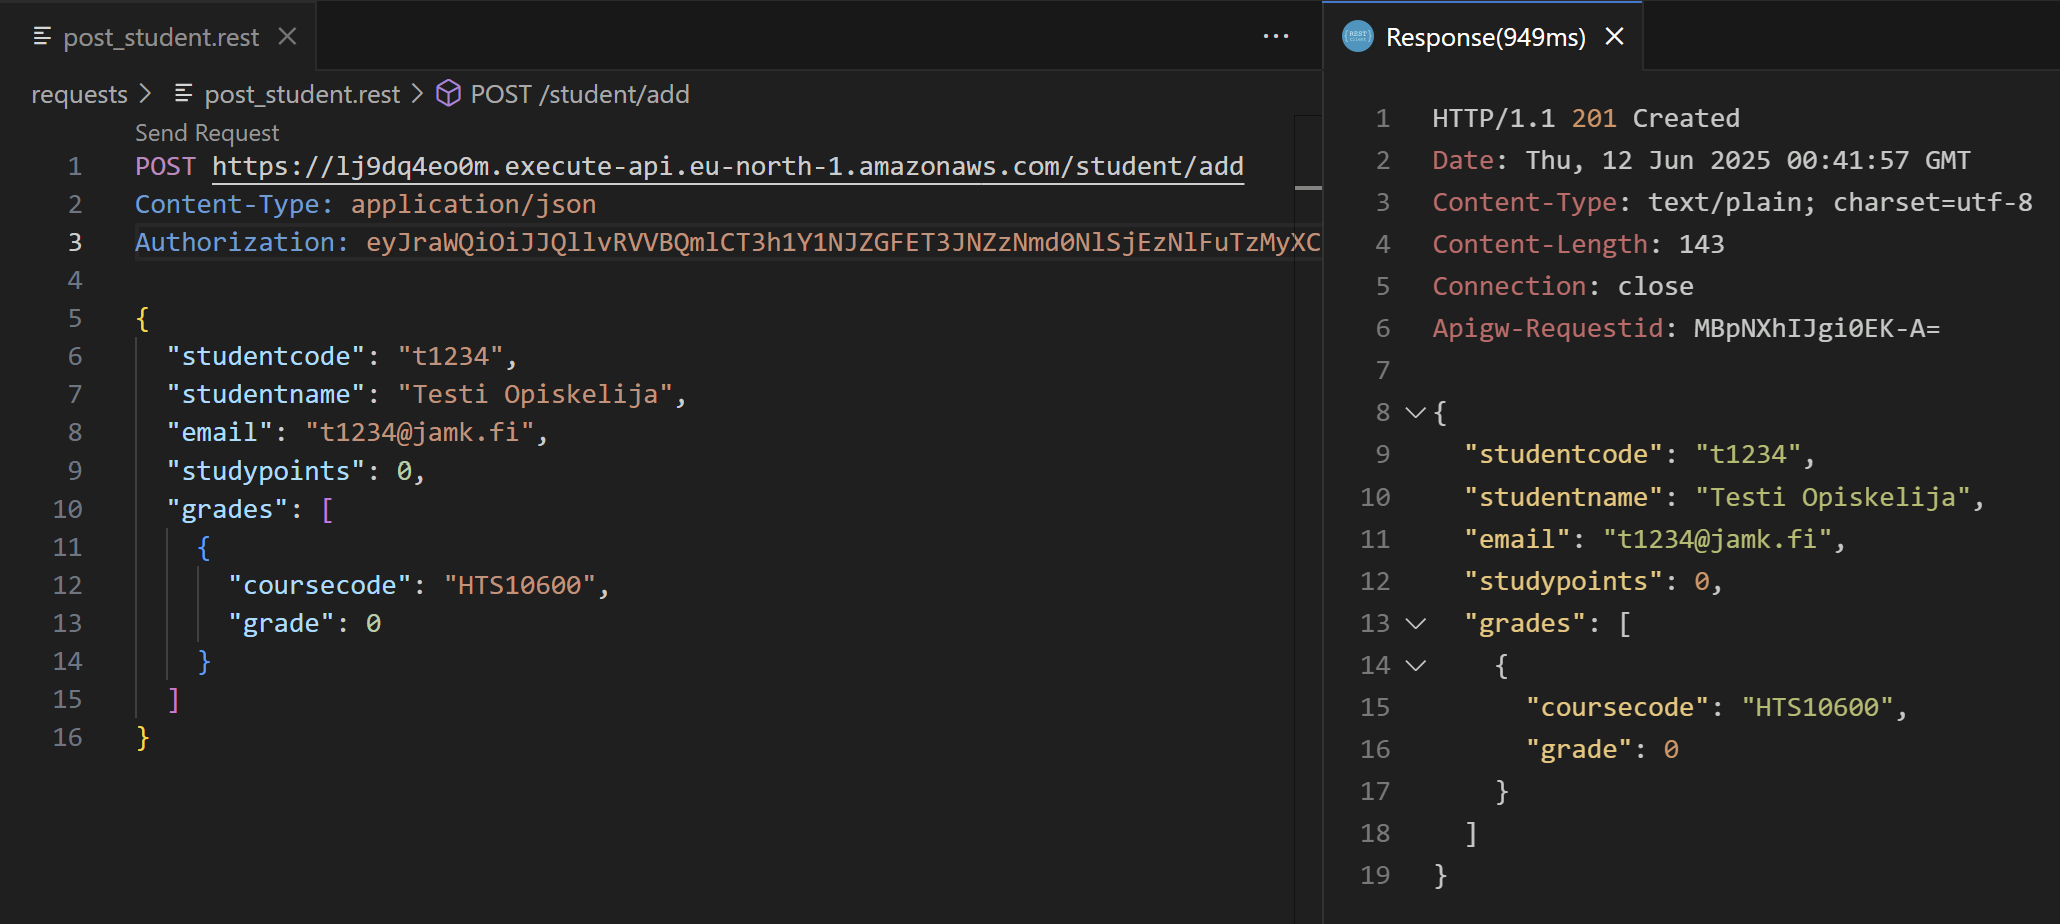 post_student.rest
requests > post_student.rest > POST /student/add
Send Request
1 POST https://lj9dq4eo0m.execute-api.eu-north-1.amazonaws.com/student/add
2 Content-Type: application/json
3 Authorization: eyJraWQiOiJJQllvRVVBQmlCT3h1Y1NJZGFET3JNZzNmd0NlSjEzNlFuTzMyXC
4
5 {
6 "studentcode": "t1234",
7 "studentname": "Testi Opiskelija",
8 "email": "t1234@jamk.fi",
9 "studypoints": 0,
10 "grades": [
11 {
12 "coursecode": "HTS10600",
13 "grade": 0
14 }
15 ]
16 }
REST
Response(949ms)
1 HTTP/1.1 201 Created
2 Date: Thu, 12 Jun 2025 00:41:57 GMT
3 Content-Type: text/plain; charset=utf-8
4 Content-Length: 143
5 Connection: close
6 Apigw-Requestid: MBpNXhIJgi0EK-A=
7
8 {
9 "studentcode": "t1234",
10 "studentname": "Testi Opiskelija",
11 "email": "t1234@jamk.fi",
12 "studypoints": 0,
13 "grades": [
14 {
15 "coursecode": "HTS10600",
16 "grade": 0
17 }
18 ]
19 }